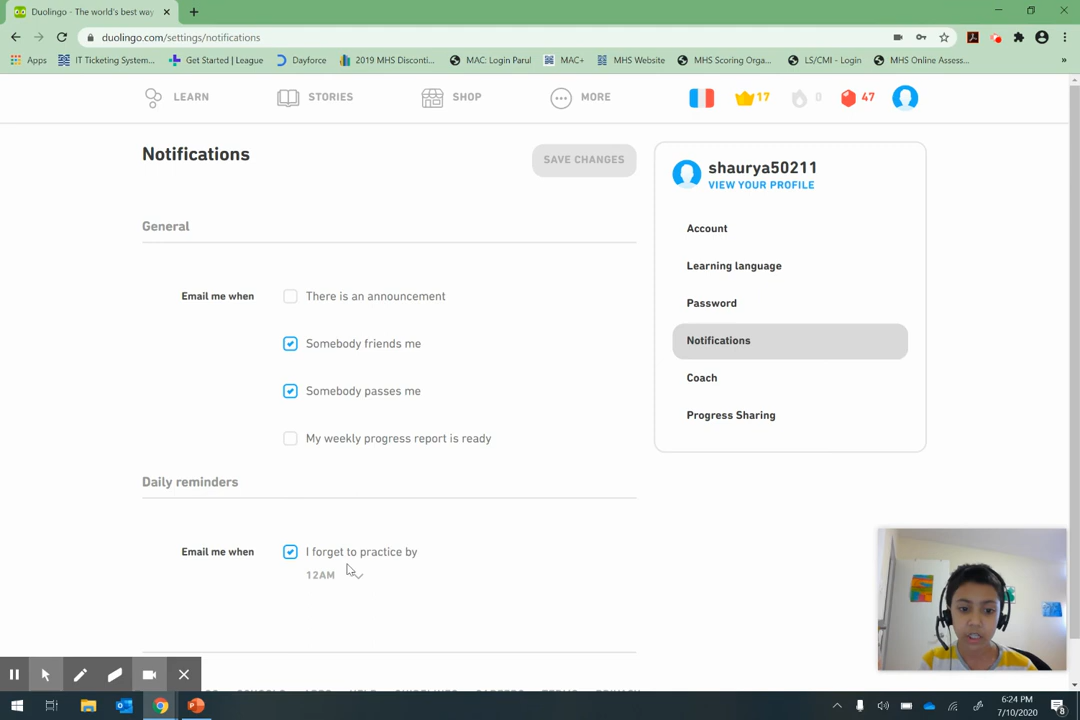 Duolingo - The world's best way
duolingo.com/settings/notifications
Apps IT Ticketing System... Get Started | League Dayforce 2019 MHS Disconti... MAC: Login Parul MAC+ MHS Website MHS Scoring Orga... LS/CMI - Login MHS Online Assess... »
LEARN STORIES SHOP MORE 17 0 47
Notifications
SAVE CHANGES
shaurya50211
VIEW YOUR PROFILE
General
Account
Learning language
Email me when There is an announcement
Password
Somebody friends me
Notifications
Coach
Somebody passes me
Progress Sharing
My weekly progress report is ready
Daily reminders
Email me when I forget to practice by
12AM
6:24 PM
7/10/2020
8